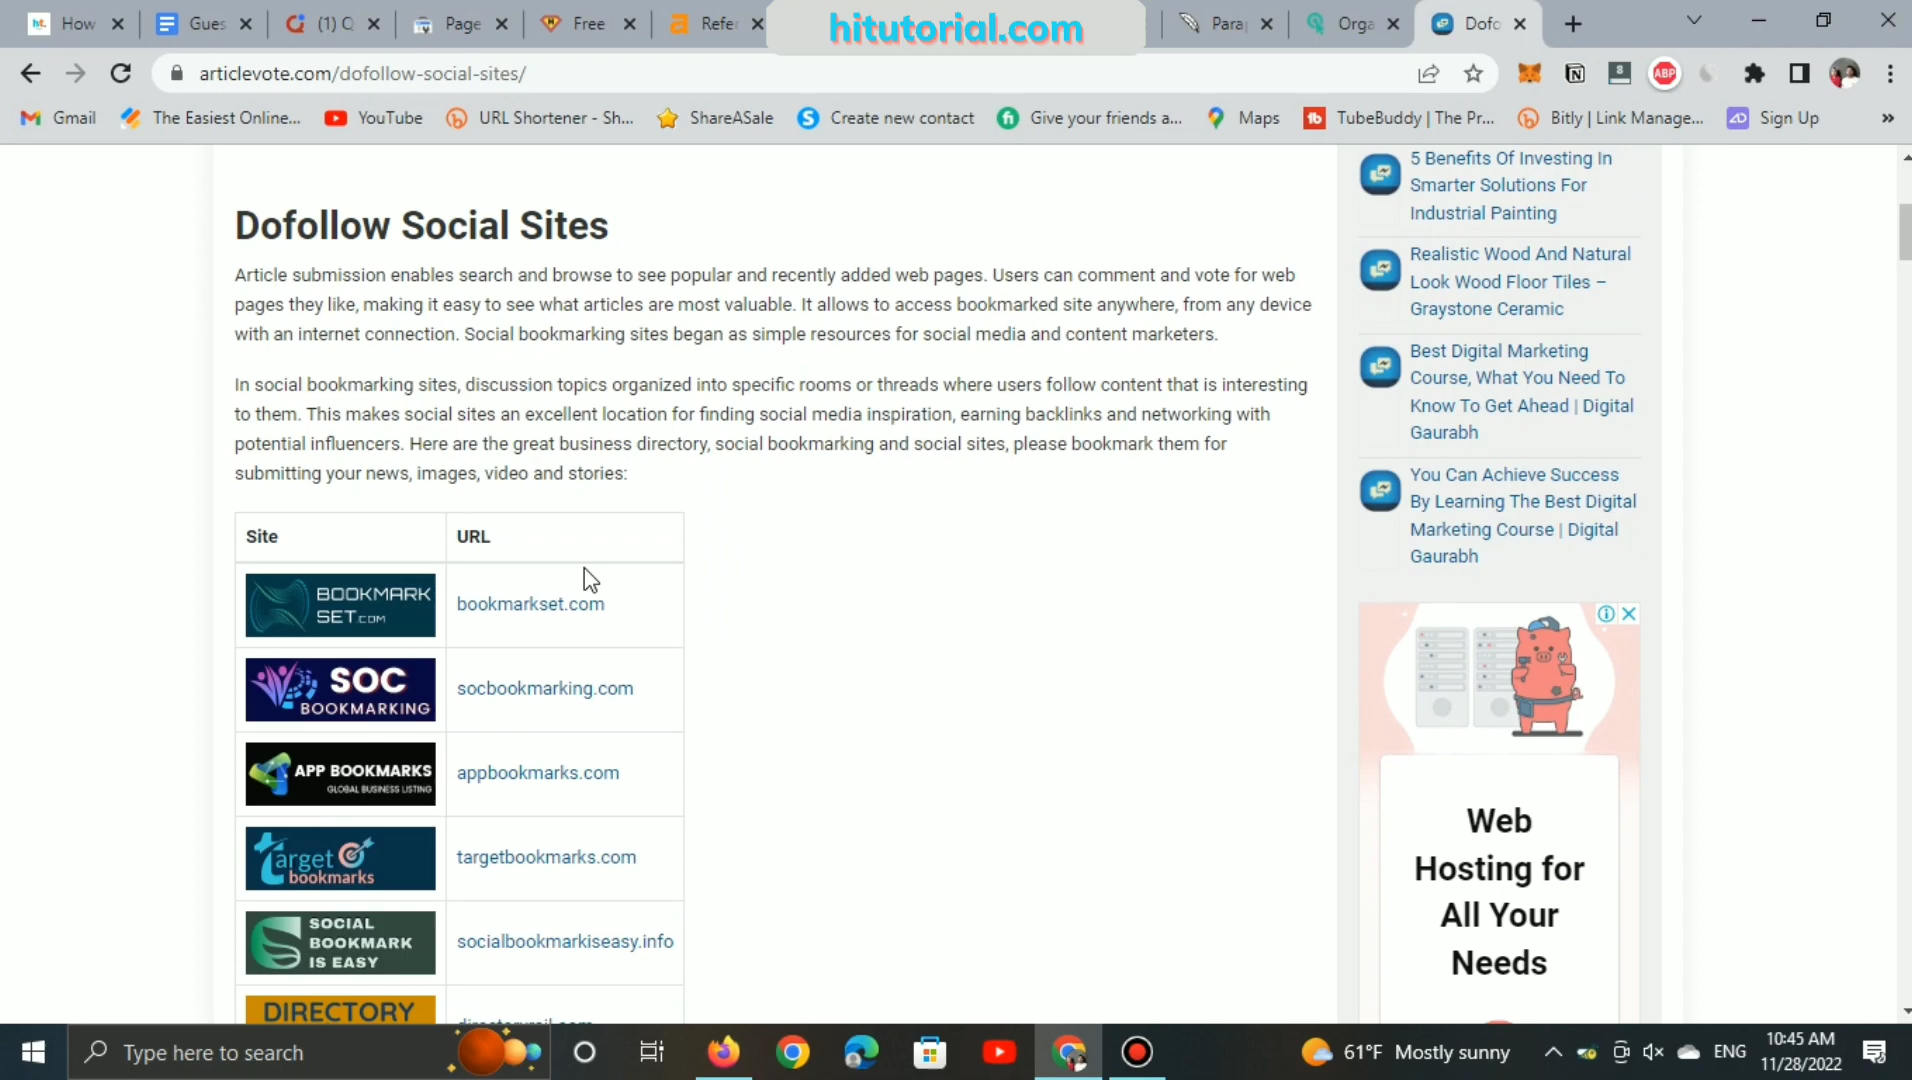 How
Gues
(1) Q
Page
Free
Refer
hitutorial.com
Para
Orga
Dofo
articlevote.com/dofollow-social-sites/
ABP
Gmail
The Easiest Online...
YouTube
URL Shortener - Sh...
ShareASale
Create new contact
Give your friends a...
Maps
TubeBuddy | The Pr...
Bitly | Link Manage...
Sign Up
Dofollow Social Sites
Article submission enables search and browse to see popular and recently added web pages. Users can comment and vote for web
pages they like, making it easy to see what articles are most valuable. It allows to access bookmarked site anywhere, from any device
with an internet connection. Social bookmarking sites began as simple resources for social media and content marketers.
In social bookmarking sites, discussion topics organized into specific rooms or threads where users follow content that is interesting
to them. This makes social sites an excellent location for finding social media inspiration, earning backlinks and networking with
potential influencers. Here are the great business directory, social bookmarking and social sites, please bookmark them for
submitting your news, images, video and stories:
Site URL
BOOKMARK
SET.COM
bookmarkset.com
SOC
BOOKMARKING
socbookmarking.com
APP BOOKMARKS
GLOBAL BUSINESS LISTING
appbookmarks.com
target
bookmarks
targetbookmarks.com
SOCIAL
BOOKMARK
IS EASY
socialbookmarkiseasy.info
DIRECTORY
5 Benefits Of Investing In
Smarter Solutions For
Industrial Painting
Realistic Wood And Natural
Look Wood Floor Tiles –
Graystone Ceramic
Best Digital Marketing
Course, What You Need To
Know To Get Ahead | Digital
Gaurabh
You Can Achieve Success
By Learning The Best Digital
Marketing Course | Digital
Gaurabh
Web
Hosting for
All Your
Needs
Type here to search
61°F Mostly sunny
ENG
10:45 AM
11/28/2022